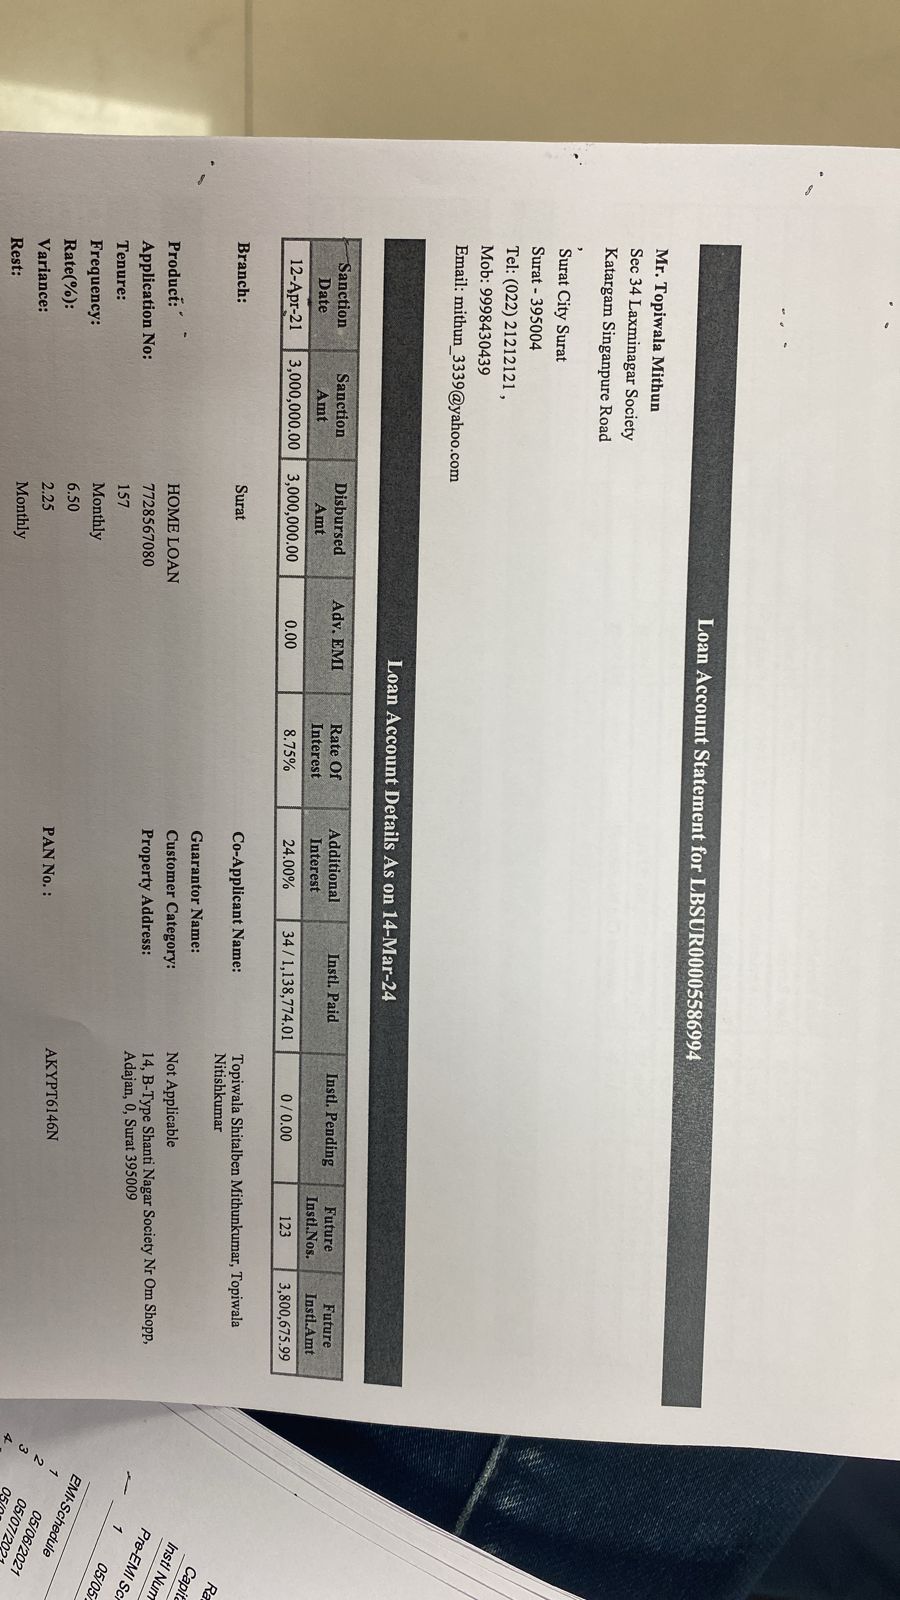 Loan Account Statement for LBSUR00005586994
Mr. Topiwala Mithun
Sec 34 Laxminagar Society
Katargam Singanpure Road
,
Surat City Surat
Surat - 395004
Tel: (022) 21212121 ,
Mob: 9998430439
Email: mithun_3339@yahoo.com
Loan Account Details As on 14-Mar-24
Sanction Date Sanction Amt Disbursed Amt Adv. EMI Rate Of Interest Additional Interest Instl. Paid Instl. Pending Future Instl.Nos. Future Instl.Amt
12-Apr-21 3,000,000.00 3,000,000.00 0.00 8.75% 24.00% 34 / 1,138,774.01 0 / 0.00 123 3,800,675.99
Branch: Surat
Co-Applicant Name: Topiwala Shitalben Mithunkumar, Topiwala
Nitishkumar
Guarantor Name:
Product: HOME LOAN
Customer Category: Not Applicable
Application No: 7728567080
Property Address: 14, B-Type Shanti Nagar Society Nr Om Shopp,
Adajan, 0, Surat 395009
Tenure: 157
Frequency: Monthly
Rate(%): 6.50
Variance: 2.25
PAN No. : AKYPT6146N
Rest: Monthly
Instl Num
Pre-EMI
1 05/05/
EMI-Schedule
1 05/06/2021
2 05/07/2021
3
4